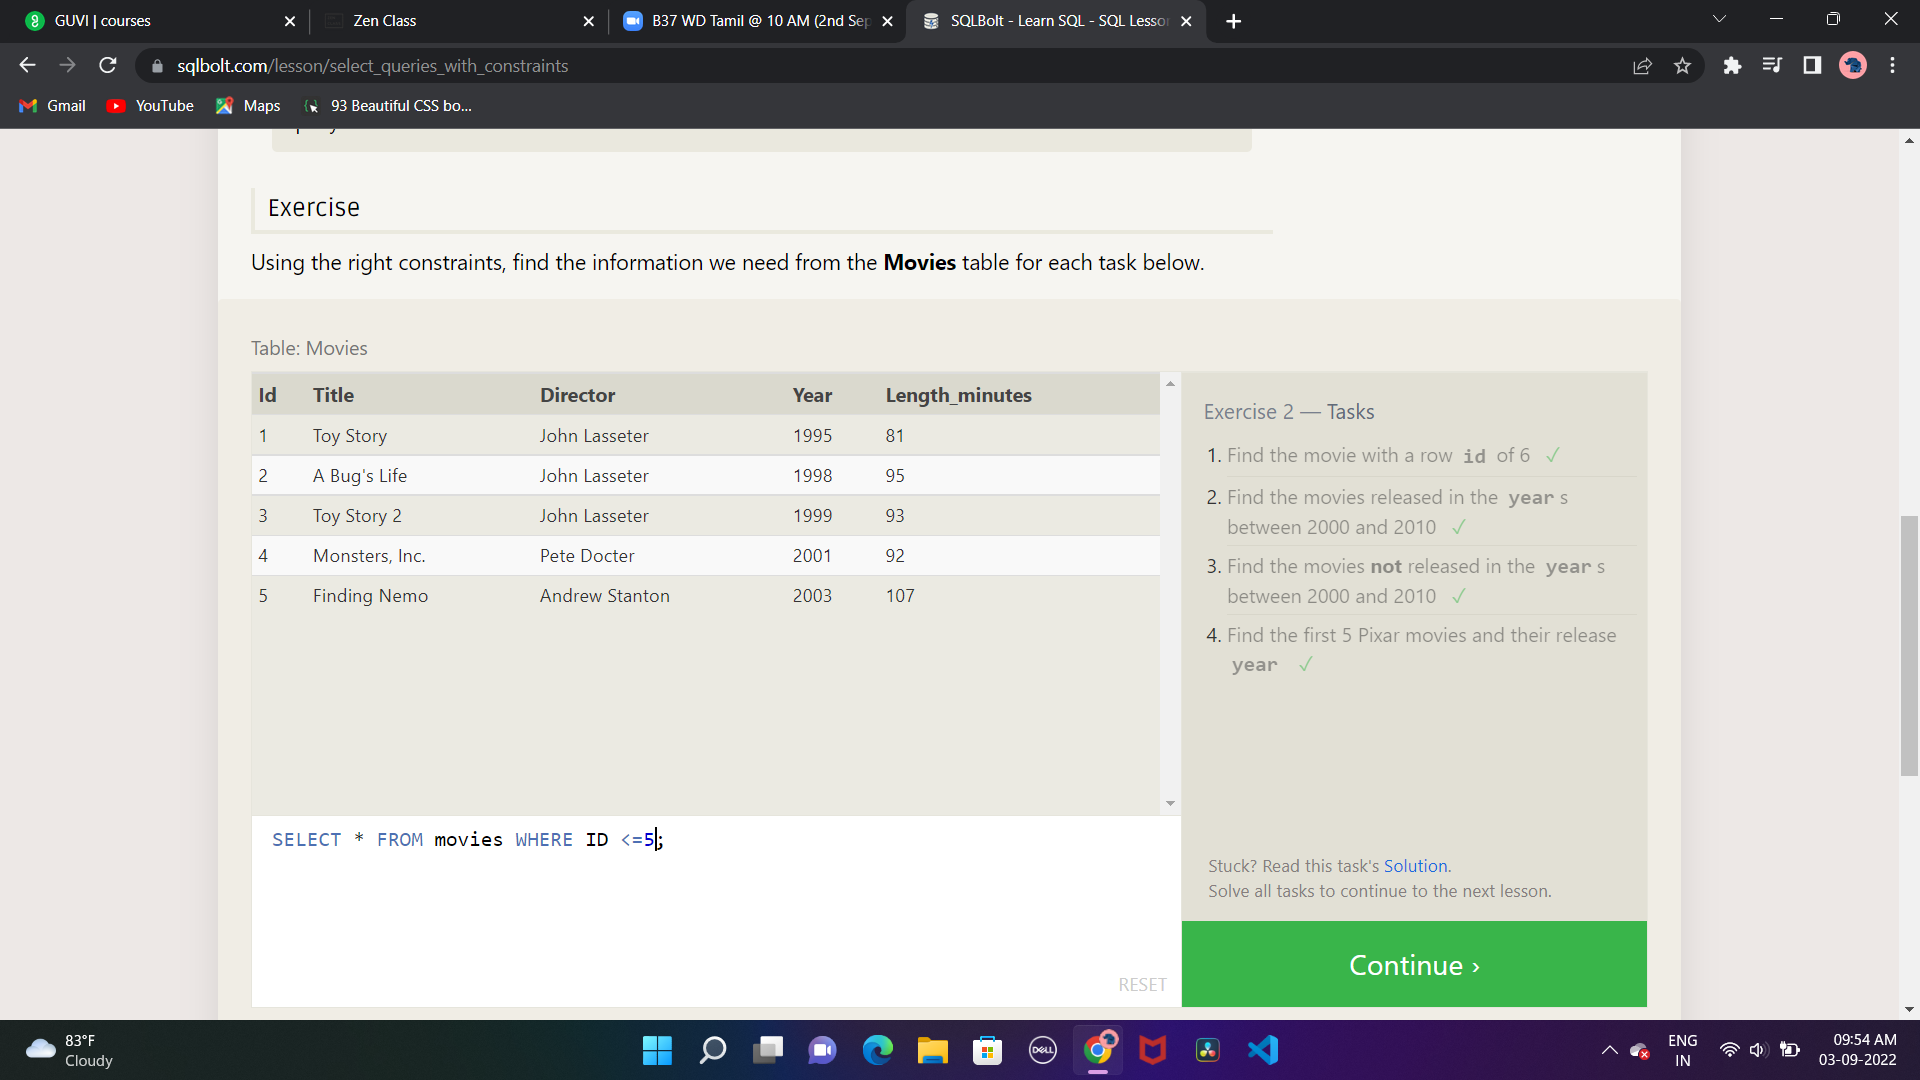 GUVI | courses
Zen Class
B37 WD Tamil @ 10 AM (2nd Sep
SQLBolt - Learn SQL - SQL Lesson
sqlbolt.com/lesson/select_queries_with_constraints
Gmail
YouTube
Maps
93 Beautiful CSS bo...
Exercise
Using the right constraints, find the information we need from the Movies table for each task below.
Table: Movies
Id Title Director Year Length_minutes
1 Toy Story John Lasseter 1995 81
2 A Bug's Life John Lasseter 1998 95
3 Toy Story 2 John Lasseter 1999 93
4 Monsters, Inc. Pete Docter 2001 92
5 Finding Nemo Andrew Stanton 2003 107
SELECT * FROM movies WHERE ID <=5;
RESET
Exercise 2 — Tasks
1. Find the movie with a row id of 6 ✓
2. Find the movies released in the year s
between 2000 and 2010 ✓
3. Find the movies not released in the year s
between 2000 and 2010 ✓
4. Find the first 5 Pixar movies and their release
year ✓
Stuck? Read this task's Solution.
Solve all tasks to continue to the next lesson.
Continue ›
83°F
Cloudy
DELL
ENG
IN
09:54 AM
03-09-2022